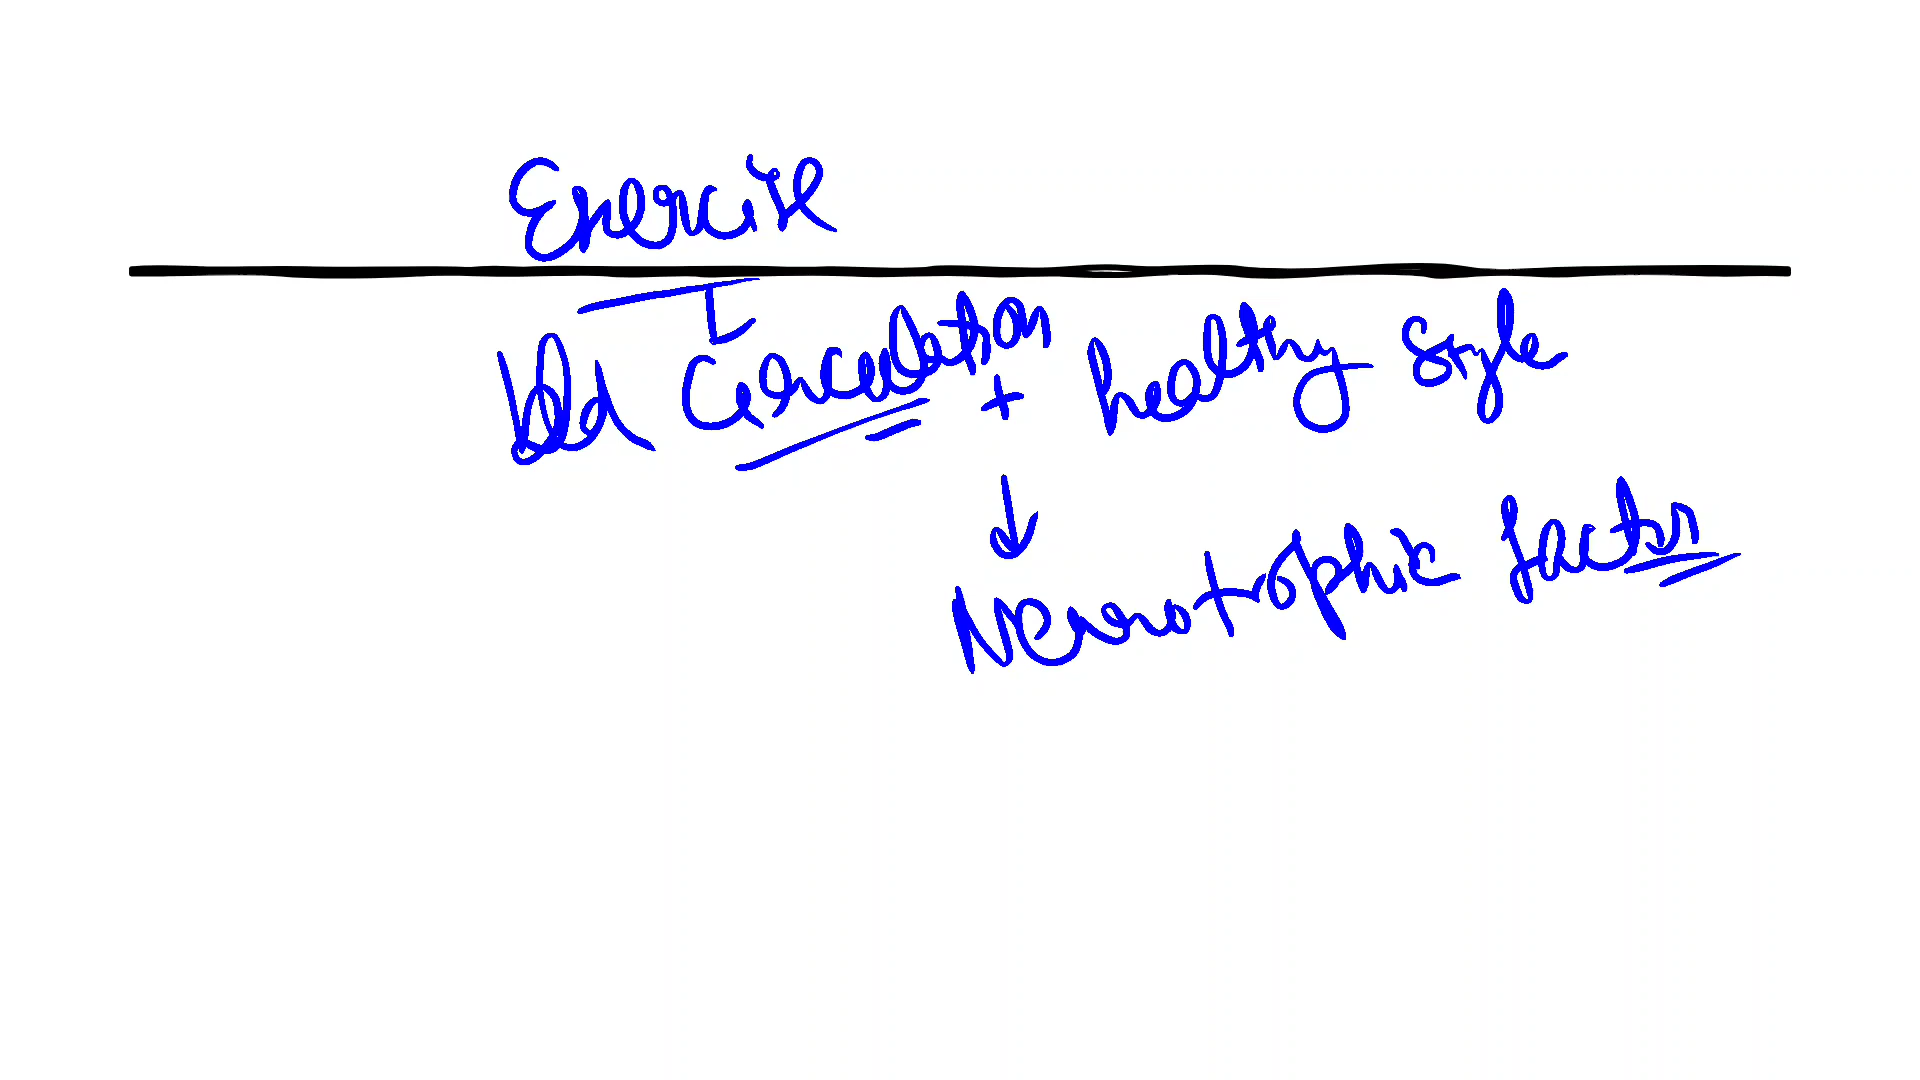 Exercise
bld circulation + healthy style
↓
Neurotrophic factor